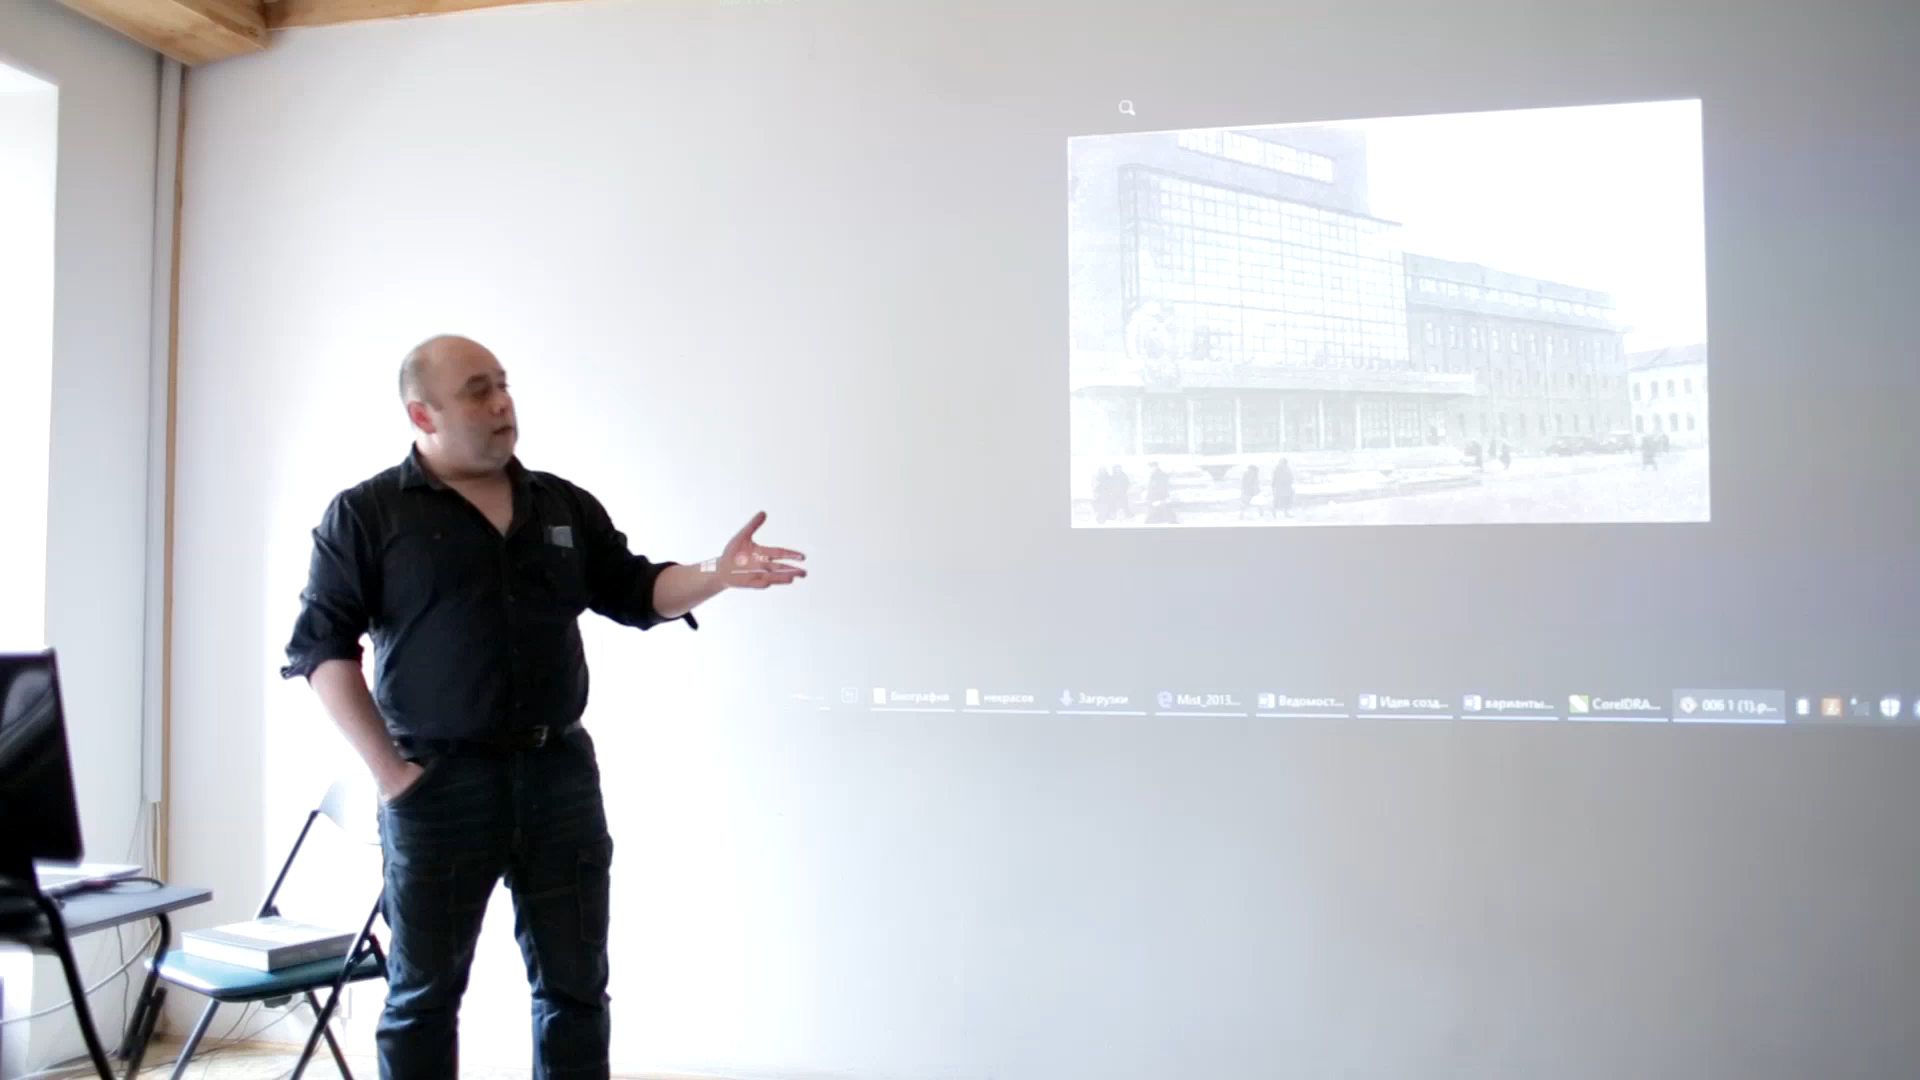 биография некрасов Загрузки Mist_2013... Ведомост... Идея созд... варианты... CorelDRA... 006 1 (1).p...